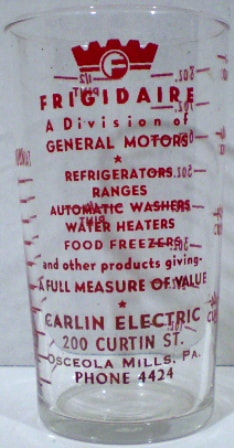 F
FRIGIDAIRE
A Division of
GENERAL MOTORS
★
REFRIGERATORS
RANGES
AUTOMATIC WASHERS
WATER HEATERS
FOOD FREEZERS
and other products giving-
A FULL MEASURE OF VALUE
★
CARLIN ELECTRIC
200 CURTIN ST.
OSCEOLA MILLS, PA.
PHONE 4424